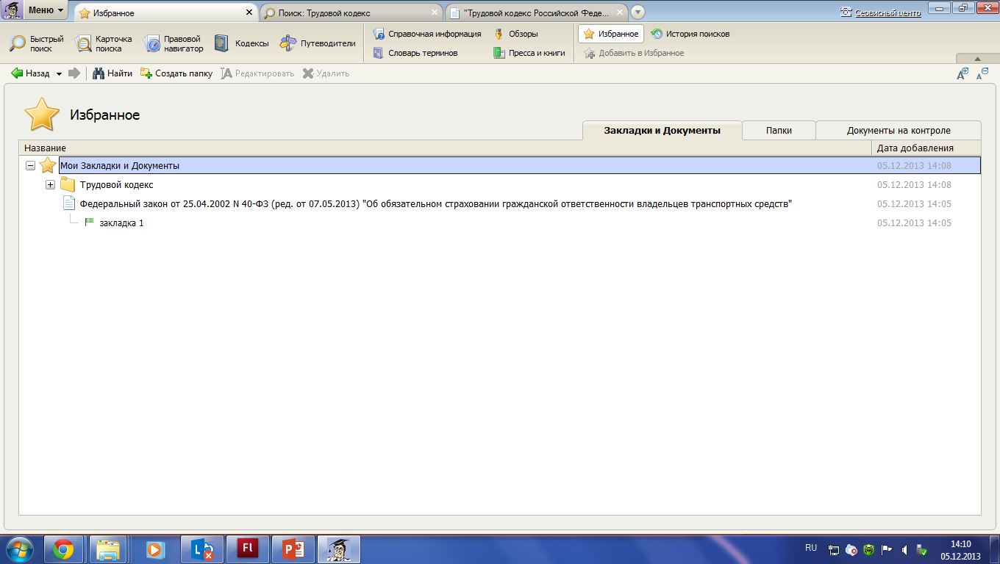 Меню
Избранное
Поиск: Трудовой кодекс
"Трудовой кодекс Российской Феде...
Сервисный центр
Быстрый
поиск
Карточка
поиска
Правовой
навигатор
Кодексы
Путеводители
Справочная информация
Словарь терминов
Обзоры
Пресса и книги
Избранное
История поисков
Добавить в Избранное
Назад
Найти
Создать папку
Редактировать
Удалить
Избранное
Закладки и Документы
Папки
Документы на контроле
Название
Дата добавления
Мои Закладки и Документы
05.12.2013 14:08
Трудовой кодекс
05.12.2013 14:08
Федеральный закон от 25.04.2002 N 40-ФЗ (ред. от 07.05.2013) "Об обязательном страховании гражданской ответственности владельцев транспортных средств"
05.12.2013 14:05
закладка 1
05.12.2013 14:05
RU
14:10
05.12.2013